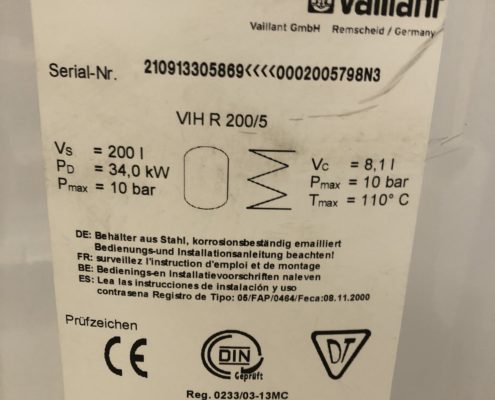 Vaillant
Vaillant GmbH Remscheid / Germany
Serial-Nr. 210913305869<<<<0002005798N3
VIH R 200/5
Vs = 200 l
PD = 34,0 kW
Pmax = 10 bar
Vc = 8,1 l
Pmax = 10 bar
Tmax = 110° C
DE: Behälter aus Stahl, korrosionsbeständig emailliert
Bedienungs-und Installationsanleitung beachten!
FR: surveillez l'instruction d'emploi et de montage
BE: Bedienings-en Installatievoorschriften naleven
ES: Lea las instrucciones de instalación y uso
contrasena Registro de Tipo: 05/FAP/0464/Feca:08.11.2000
Prüfzeichen
CE
DIN
Geprüft
DT
Reg. 0233/03-13MC